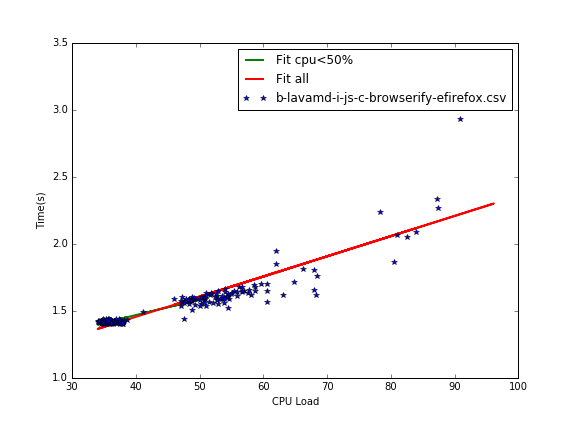 3.5
3.0
2.5
2.0
1.5
1.0
Time(s)
Fit cpu<50%
Fit all
b-lavamd-i-js-c-browserify-efirefox.csv
30 40 50 60 70 80 90 100
CPU Load